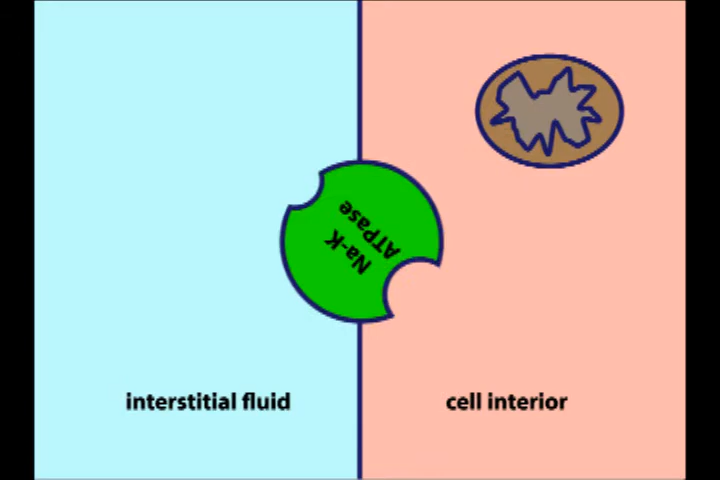 Na-K
ATPase
interstitial fluid
cell interior